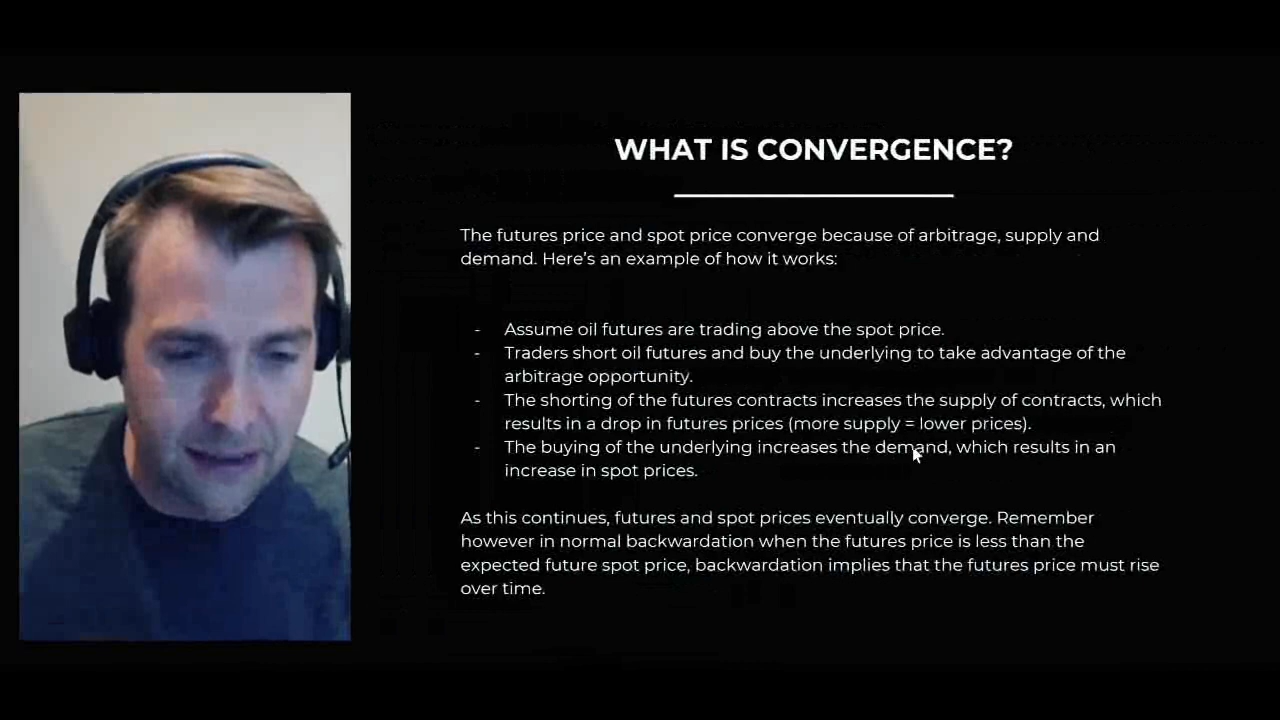 WHAT IS CONVERGENCE?
The futures price and spot price converge because of arbitrage, supply and
demand. Here’s an example of how it works:
- Assume oil futures are trading above the spot price.
- Traders short oil futures and buy the underlying to take advantage of the
arbitrage opportunity.
- The shorting of the futures contracts increases the supply of contracts, which
results in a drop in futures prices (more supply = lower prices).
- The buying of the underlying increases the demand, which results in an
increase in spot prices.
As this continues, futures and spot prices eventually converge. Remember
however in normal backwardation when the futures price is less than the
expected future spot price, backwardation implies that the futures price must rise
over time.